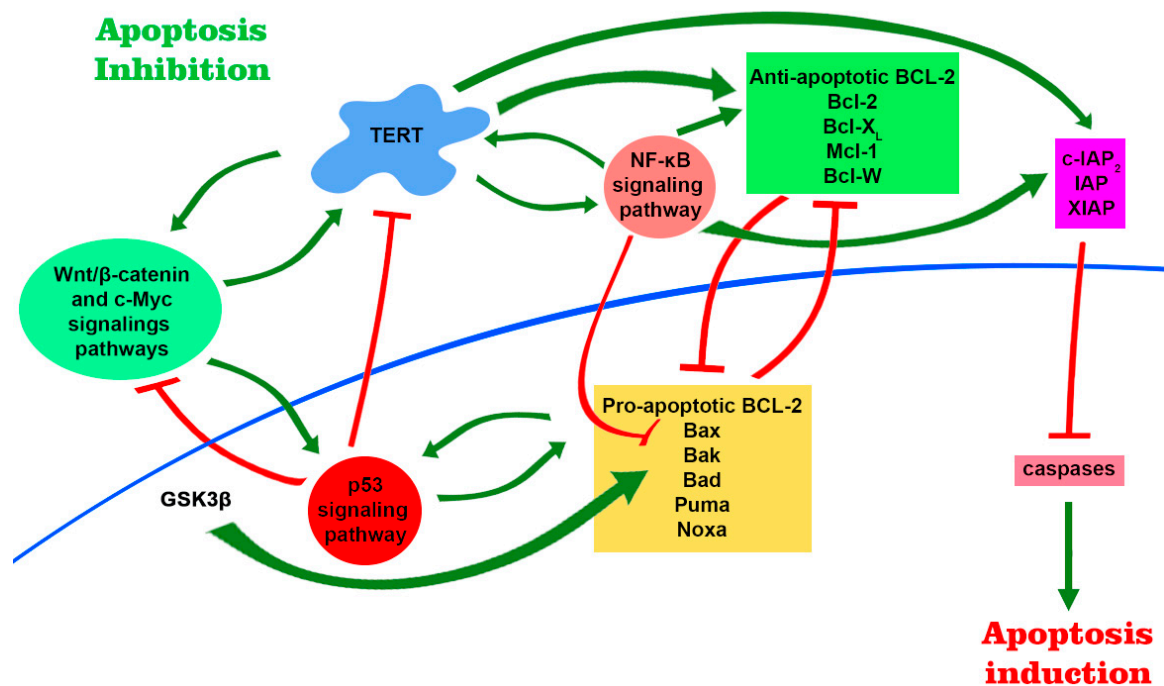 Apoptosis
Inhibition
TERT
NF-κB
signaling
pathway
Anti-apoptotic BCL-2
Bcl-2
Bcl-XL
Mcl-1
Bcl-W
c-IAP2
IAP
XIAP
Wnt/β-catenin
and c-Myc
signalings
pathways
GSK3β
p53
signaling
pathway
Pro-apoptotic BCL-2
Bax
Bak
Bad
Puma
Noxa
caspases
Apoptosis
induction